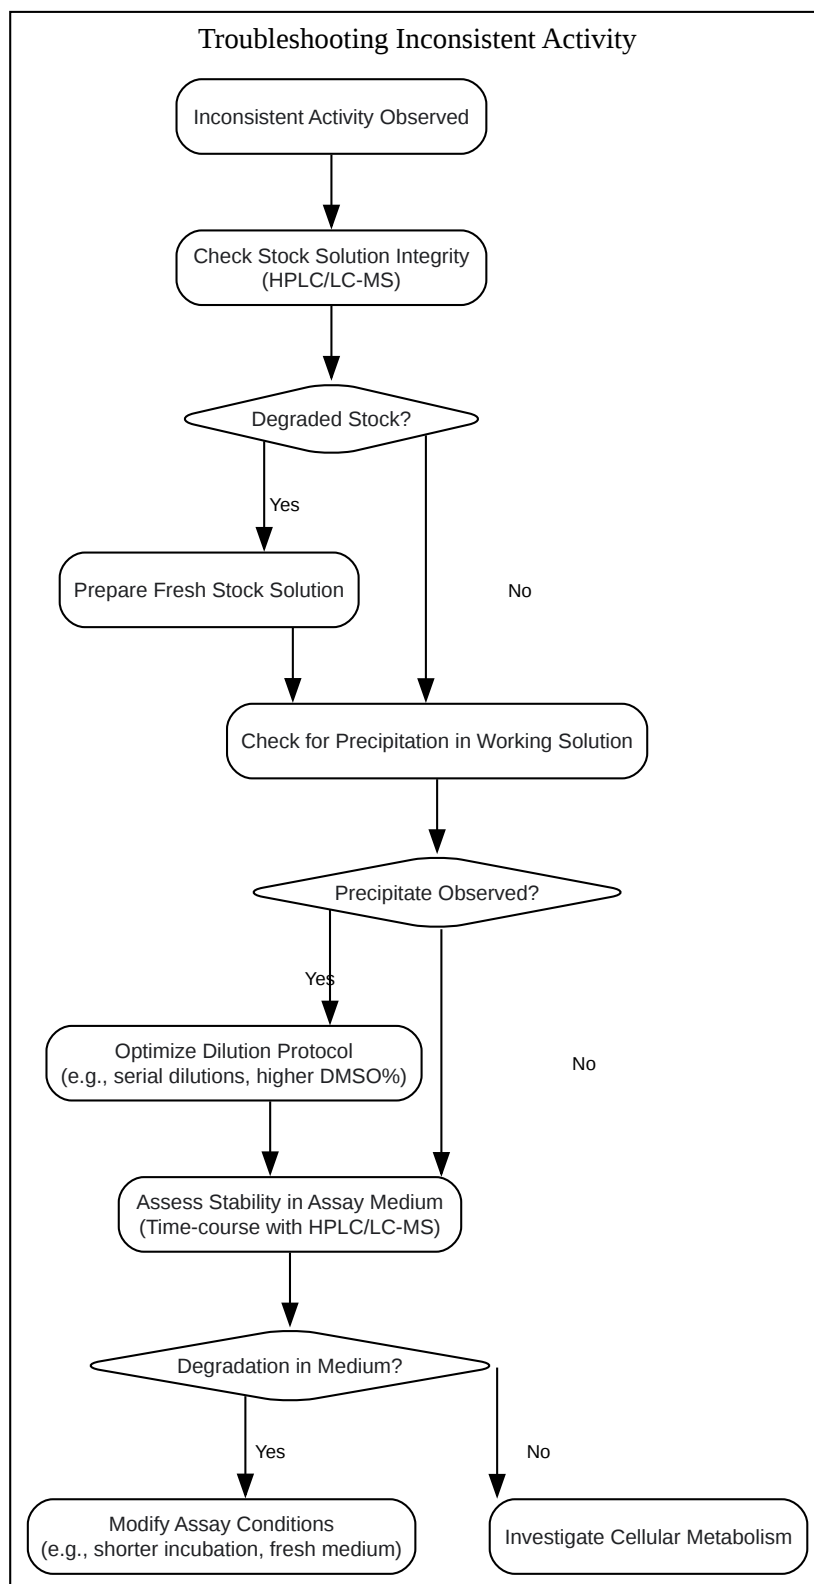 Troubleshooting Inconsistent Activity
Inconsistent Activity Observed
Check Stock Solution Integrity
(HPLC/LC-MS)
Degraded Stock?
Yes
Prepare Fresh Stock Solution
No
Check for Precipitation in Working Solution
Precipitate Observed?
Yes
Optimize Dilution Protocol
(e.g., serial dilutions, higher DMSO%)
No
Assess Stability in Assay Medium
(Time-course with HPLC/LC-MS)
Degradation in Medium?
Yes
No
Modify Assay Conditions
(e.g., shorter incubation, fresh medium)
Investigate Cellular Metabolism